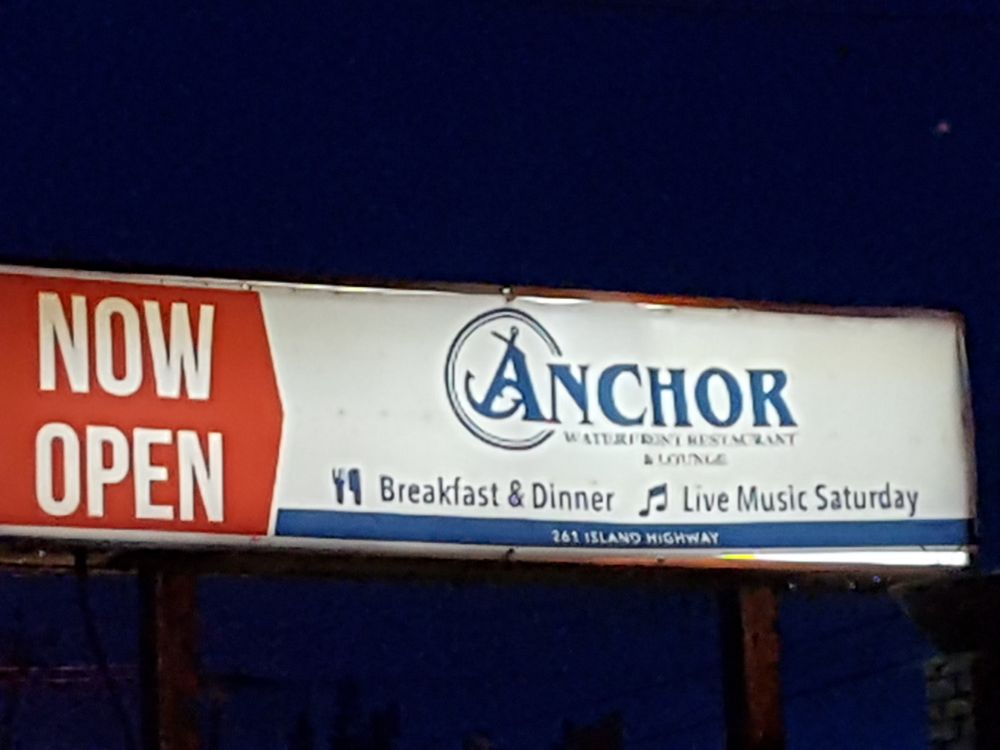 NOW
OPEN
ANCHOR
WATERFRONT RESTAURANT
& LOUNGE
Breakfast & Dinner
Live Music Saturday
261 ISLAND HIGHWAY